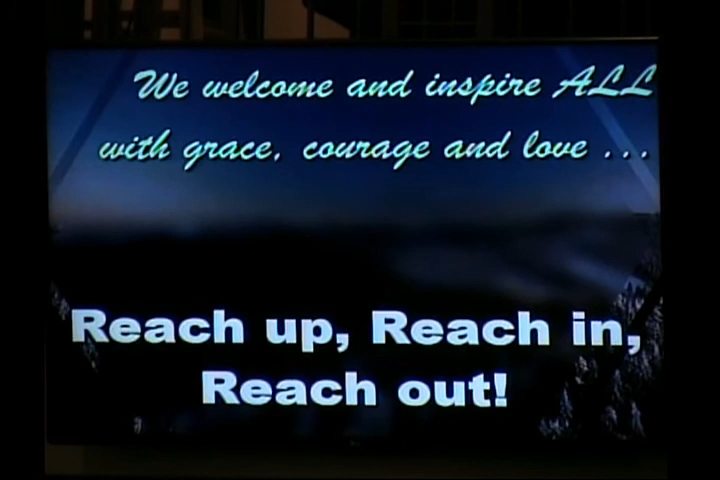 We welcome and inspire ALL
with grace, courage and love ...
Reach up, Reach in,
Reach out!